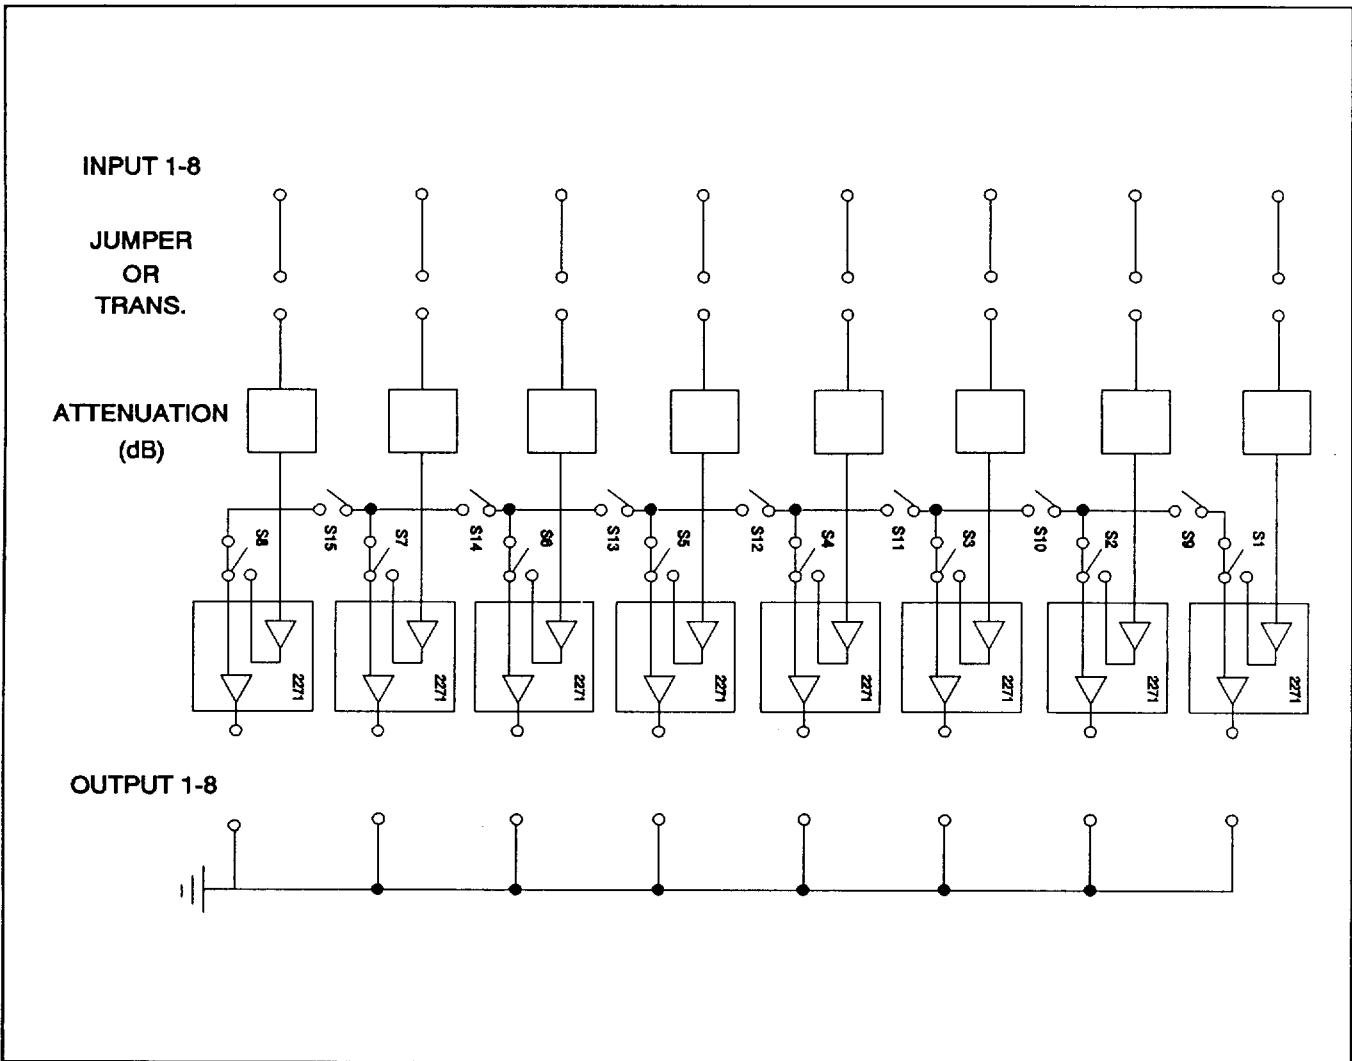 INPUT 1-8
JUMPER
OR
TRANS.
ATTENUATION
(dB)
S8
S15
S7
S14
S6
S13
S5
S12
S4
S11
S3
S10
S2
S9
S1
2271
2271
2271
2271
2271
2271
2271
2271
OUTPUT 1-8